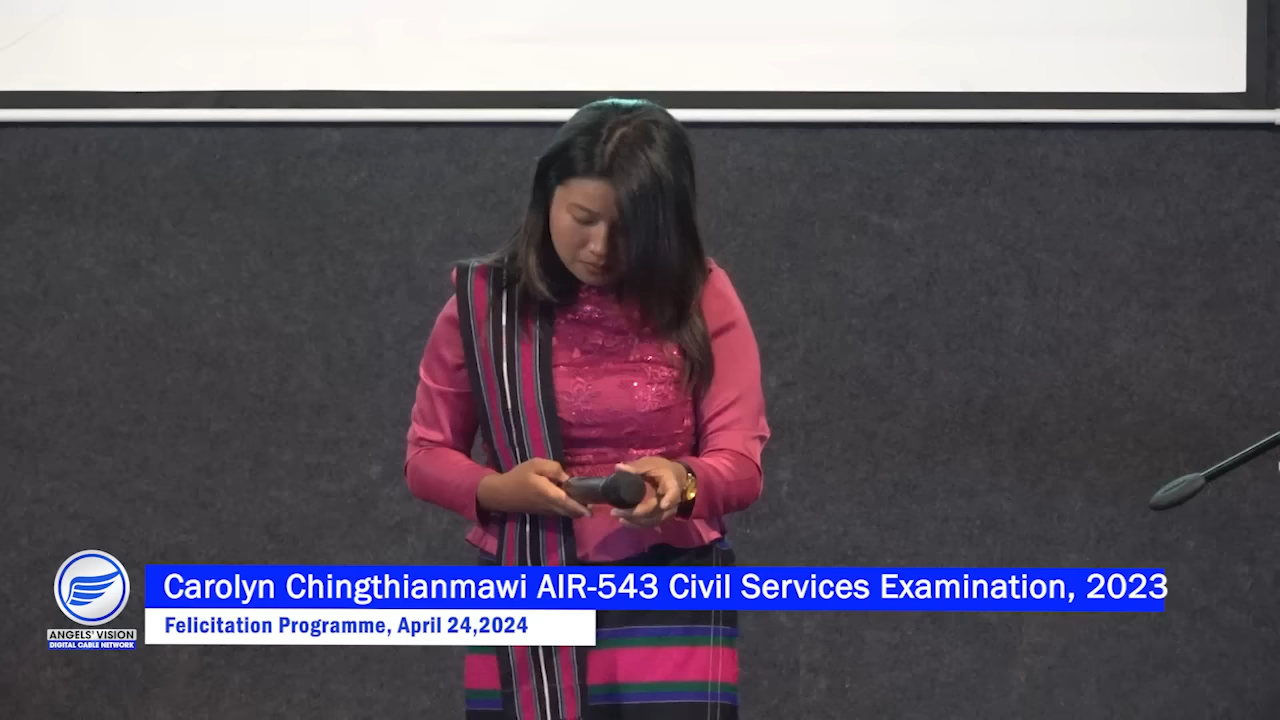 Carolyn Chingthianmawi AIR-543 Civil Services Examination, 2023
Felicitation Programme, April 24,2024
ANGELS' VISION
DIGITAL CABLE NETWORK